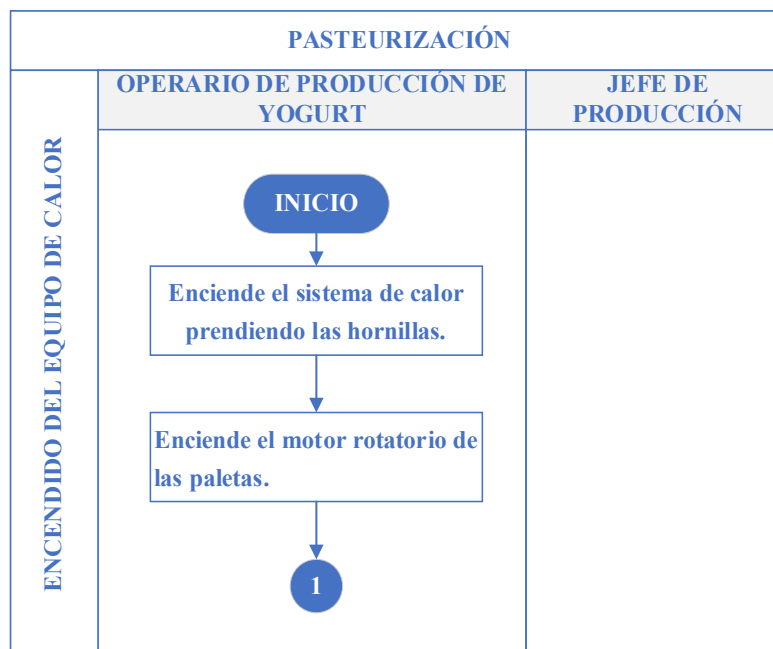 PASTEURIZACIÓN
OPERARIO DE PRODUCCIÓN DE
YOGURT
JEFE DE
PRODUCCIÓN
ENCENDIDO DEL EQUIPO DE CALOR
INICIO
Enciende el sistema de calor
prendiendo las hornillas.
Enciende el motor rotatorio de
las paletas.
1